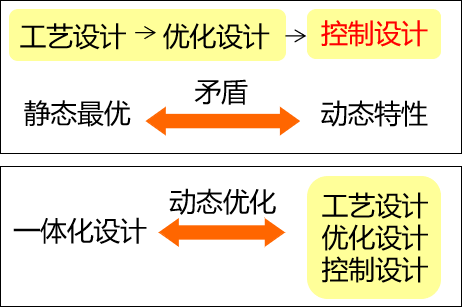 工艺设计 → 优化设计 → 控制设计
静态最优 矛盾 动态特性
一体化设计 动态优化 工艺设计
优化设计
控制设计